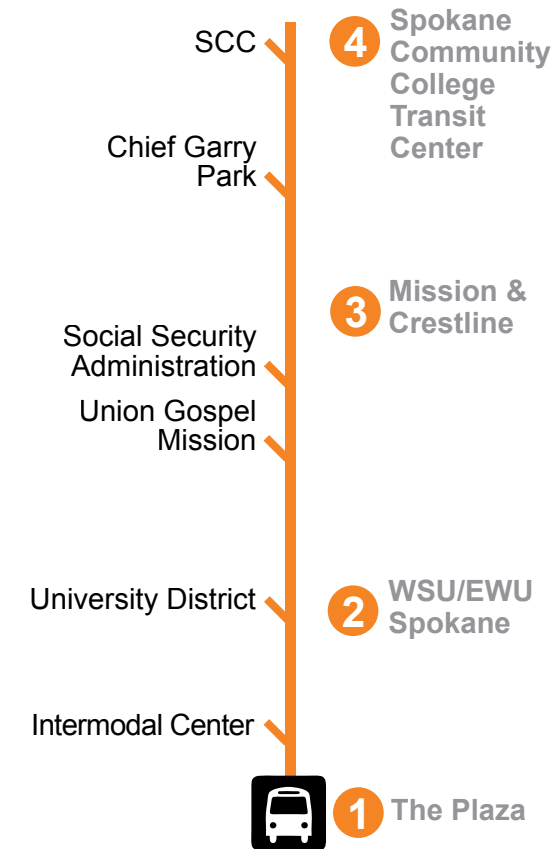 SCC
4
Spokane
Community
College
Transit
Center
Chief Garry
Park
3
Mission &
Crestline
Social Security
Administration
Union Gospel
Mission
University District
2
WSU/EWU
Spokane
Intermodal Center
1
The Plaza